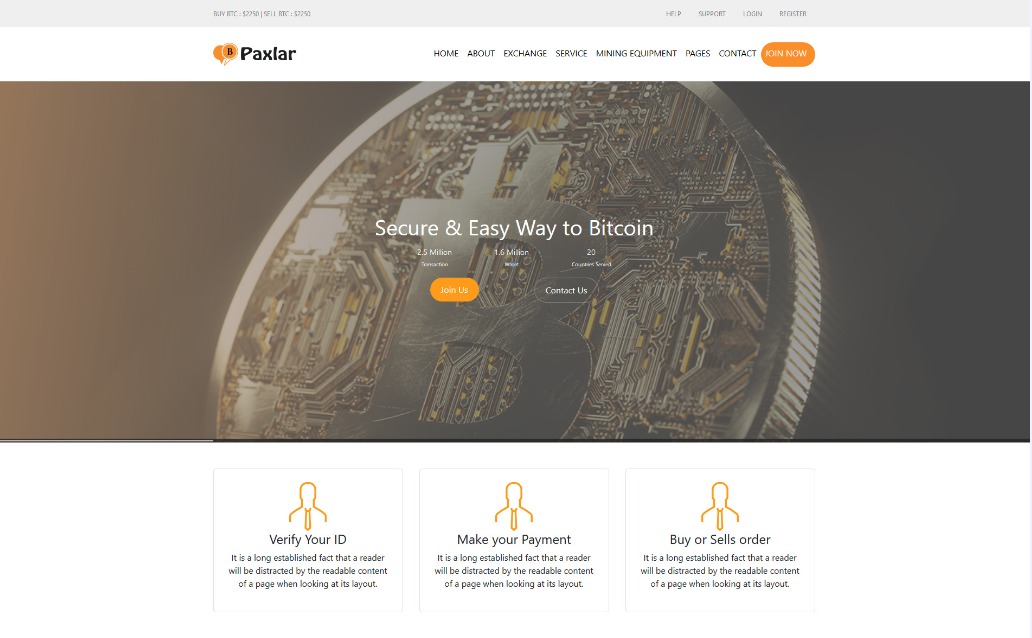 BUY BTC : $2250 | SELL BTC : $2250
HELP SUPPORT LOGIN REGISTER
B Paxlar
HOME ABOUT EXCHANGE SERVICE MINING EQUIPMENT PAGES CONTACT JOIN NOW
Secure & Easy Way to Bitcoin
2.5 Million 1.6 Million 20
Transaction Wallet Countries Served
Join Us Contact Us
Verify Your ID
It is a long established fact that a reader
will be distracted by the readable content
of a page when looking at its layout.
Make your Payment
It is a long established fact that a reader
will be distracted by the readable content
of a page when looking at its layout.
Buy or Sells order
It is a long established fact that a reader
will be distracted by the readable content
of a page when looking at its layout.